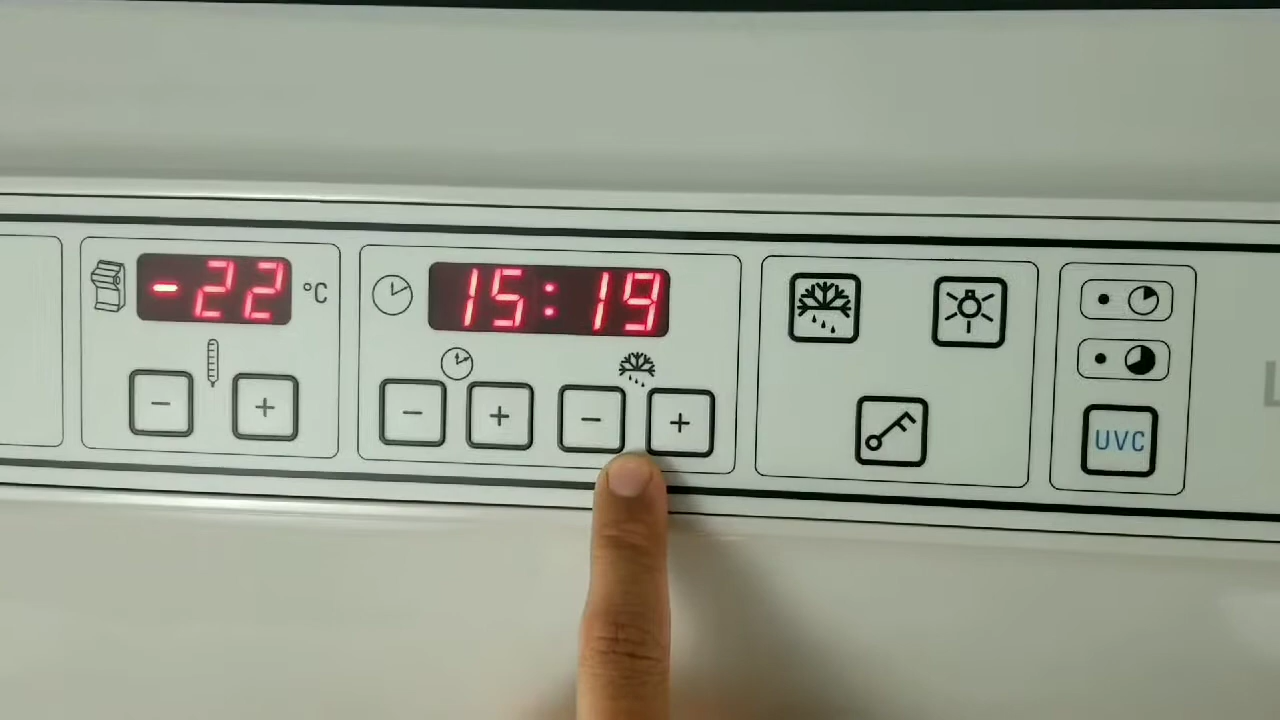 -22 °C
15:19
- + - + - +
UVC
L